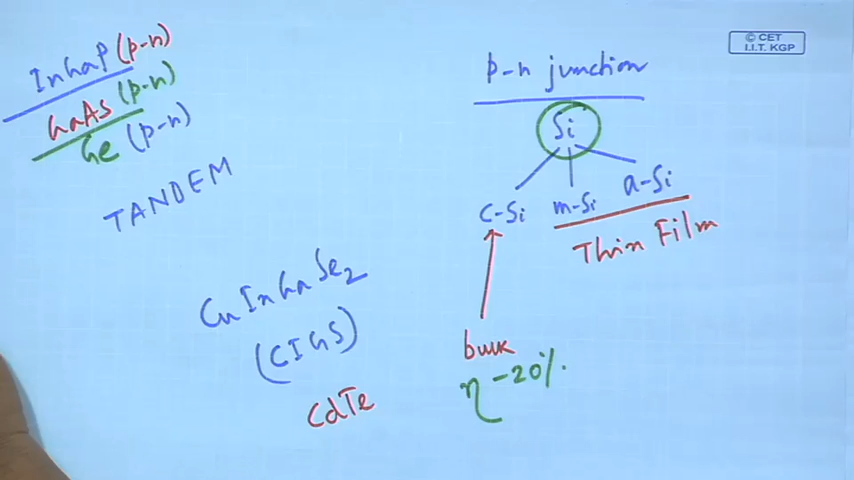 InGaP (p-n)
GaAs (p-n)
Ge (p-n)
TANDEM
CuInGaSe2
(CIGS)
CdTe
© CET
I.I.T. KGP
p-n junction
Si
c-Si m-Si a-Si
Thin Film
bulk
η -20%.